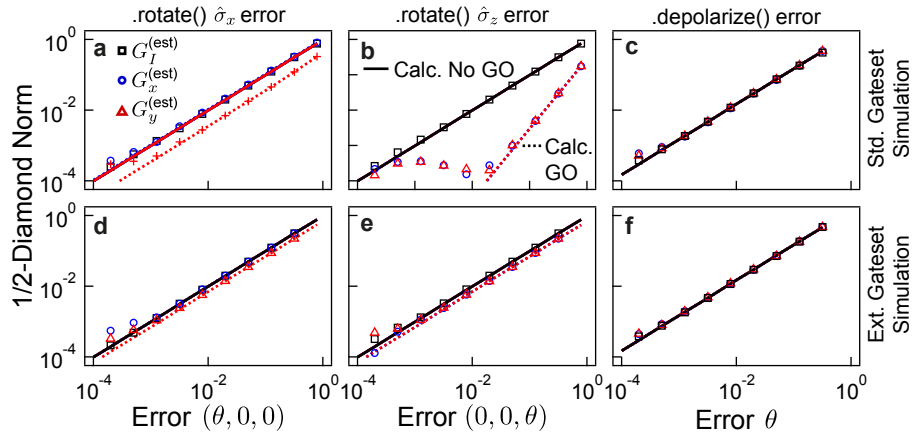 .rotate() σ̂x error
.rotate() σ̂z error
.depolarize() error
1/2-Diamond Norm
10^0
10^-2
10^-4
a
G_I^(est)
G_x^(est)
G_y^(est)
b
Calc. No GO
Calc.
GO
c
Std. Gateset
Simulation
10^0
10^-2
10^-4
d
e
f
Ext. Gateset
Simulation
10^-4 10^-2 10^0
10^-4 10^-2 10^0
10^-4 10^-2 10^0
Error (θ, 0, 0)
Error (0, 0, θ)
Error θ